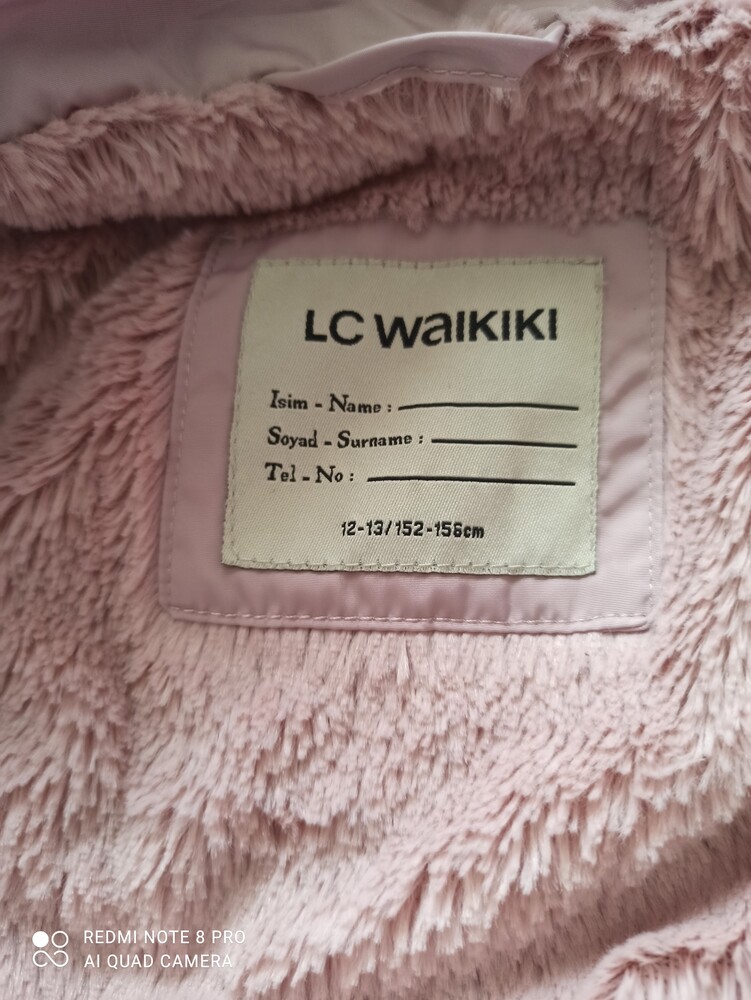 LC WaIKIKI
Isim - Name :
Soyad - Surname :
Tel - No :
12-13/152-158cm
REDMI NOTE 8 PRO
AI QUAD CAMERA